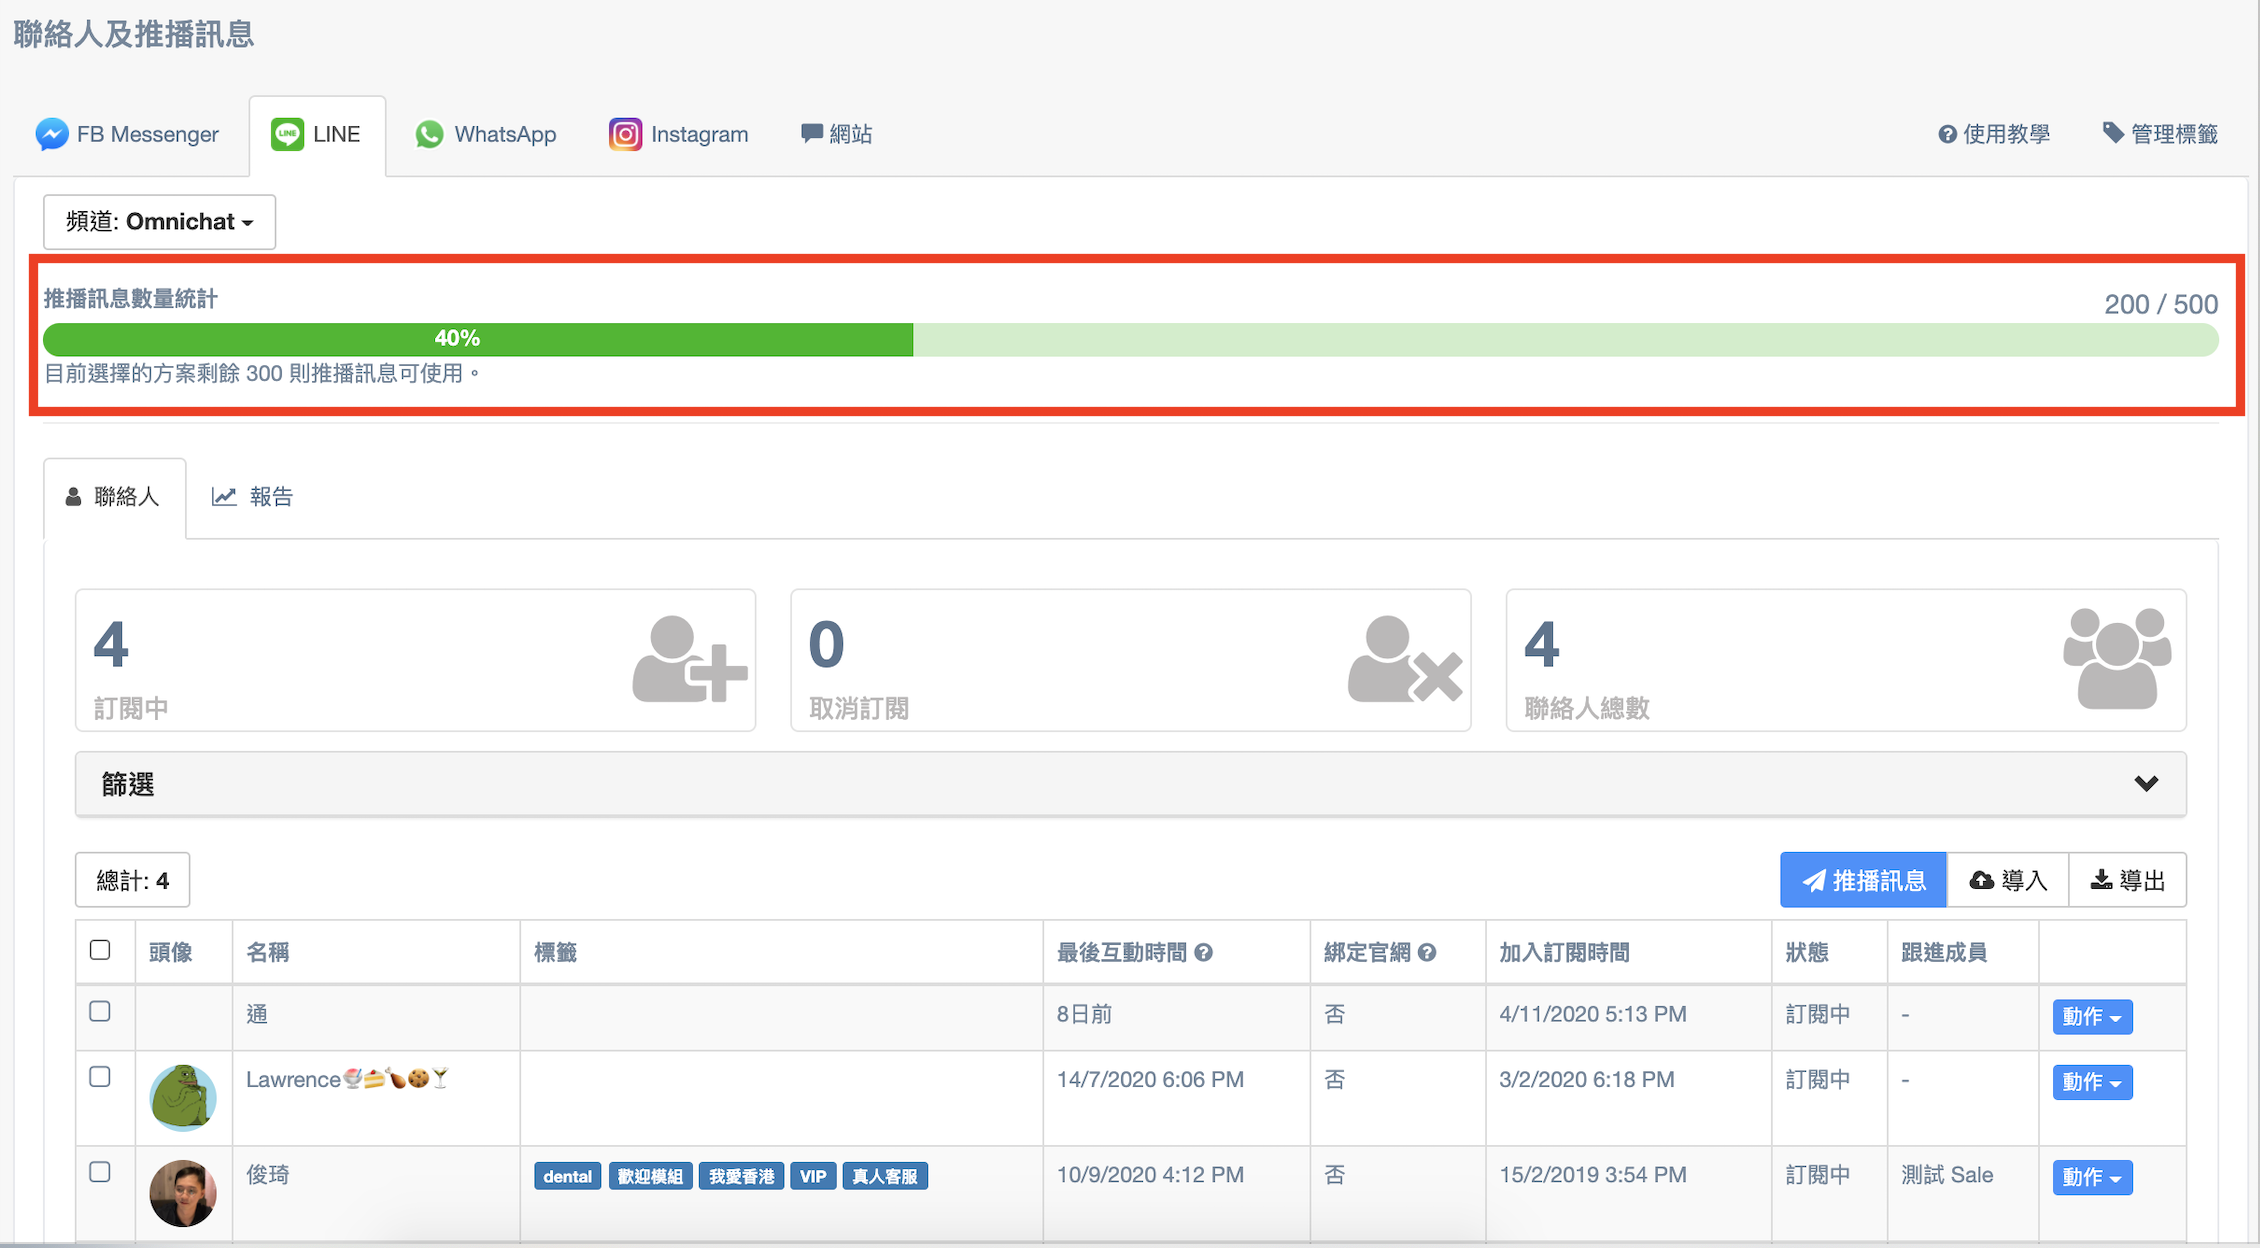 聯絡人及推播訊息
FB Messenger LINE WhatsApp Instagram 網站 使用教學 管理標籤
頻道: Omnichat
推播訊息數量統計 200 / 500
40%
目前選擇的方案剩餘 300 則推播訊息可使用。
聯絡人 報告
4 0 4
訂閱中 取消訂閱 聯絡人總數
篩選
總計: 4 推播訊息 導入 導出
頭像 名稱 標籤 最後互動時間 綁定官網 加入訂閱時間 狀態 跟進成員
通 8日前 否 4/11/2020 5:13 PM 訂閱中 - 動作
Lawrence🍧🍰🍗🍪🍸 14/7/2020 6:06 PM 否 3/2/2020 6:18 PM 訂閱中 - 動作
俊琦 dental 歡迎模組 我愛香港 VIP 真人客服 10/9/2020 4:12 PM 否 15/2/2019 3:54 PM 訂閱中 測試 Sale 動作